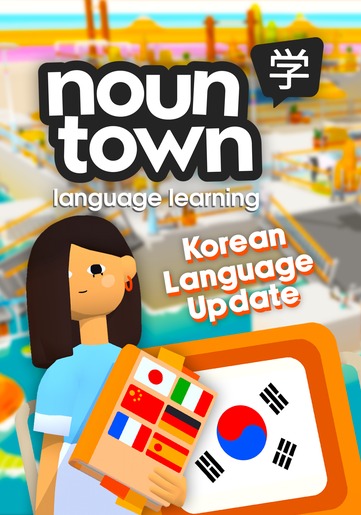 noun
学
town
language learning
Korean
Language
Update